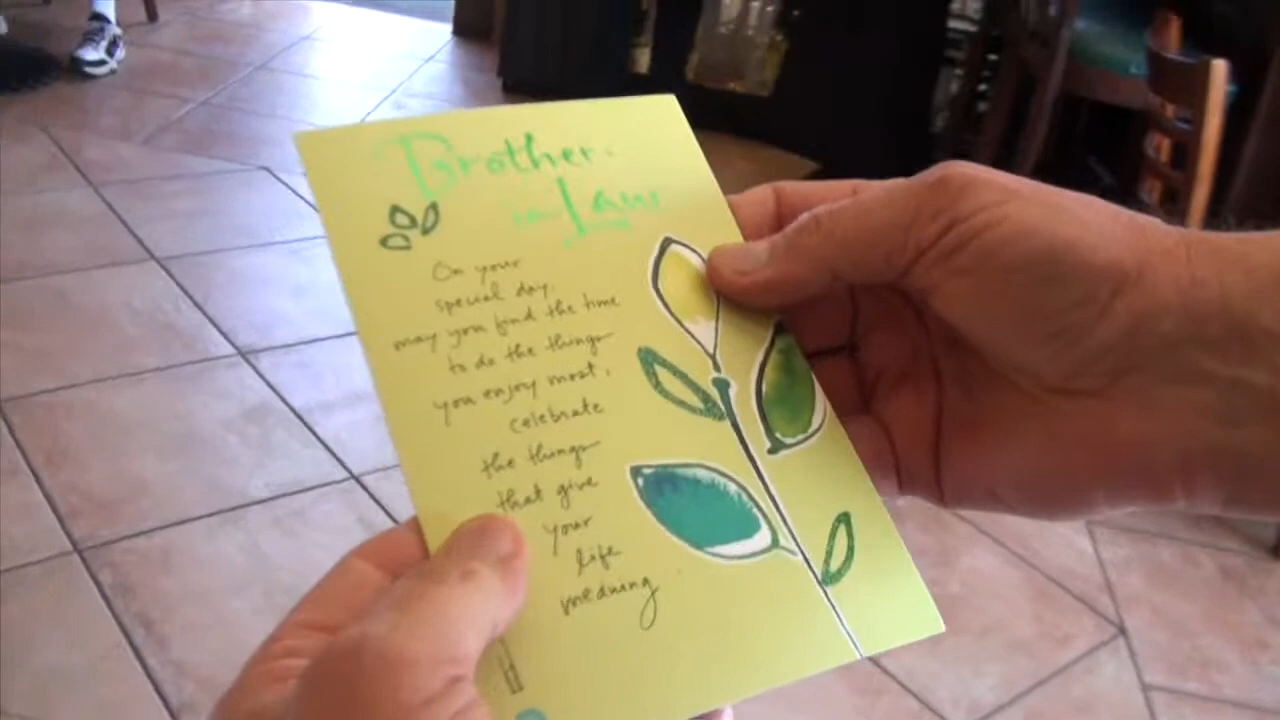 Brother-
in-Law
On your
special day,
may you find the time
to do the things
you enjoy most,
celebrate
the things
that give
your
life
meaning